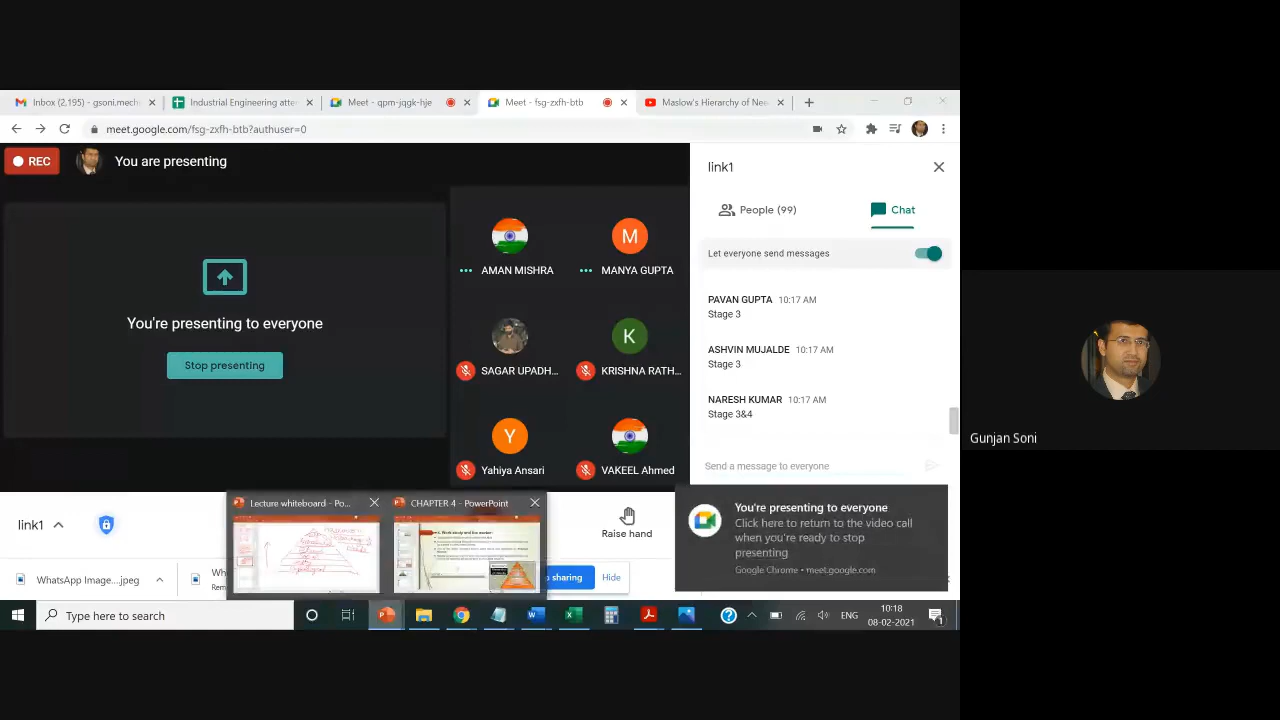 Inbox (2,195) - gsoni.mech
Industrial Engineering atte
Meet - qpm-jqgk-hje
Meet - fsg-zxfh-btb
Maslow's Hierarchy of Nee
meet.google.com/fsg-zxfh-btb?authuser=0
REC
You are presenting
link1
People (99)
Chat
Let everyone send messages
AMAN MISHRA
M
MANYA GUPTA
PAVAN GUPTA 10:17 AM
Stage 3
You're presenting to everyone
Stop presenting
K
SAGAR UPADH...
KRISHNA RATH...
ASHVIN MUJALDE 10:17 AM
Stage 3
NARESH KUMAR 10:17 AM
Stage 3&4
Y
Yahiya Ansari
VAKEEL Ahmed
Send a message to everyone
Gunjan Soni
link1
Lecture whiteboard - Po...
CHAPTER 4 - PowerPoint
Raise hand
You're presenting to everyone
Click here to return to the video call
when you're ready to stop
presenting
Google Chrome • meet.google.com
WhatsApp Image....jpeg
sharing
Hide
Type here to search
ENG
10:18
08-02-2021